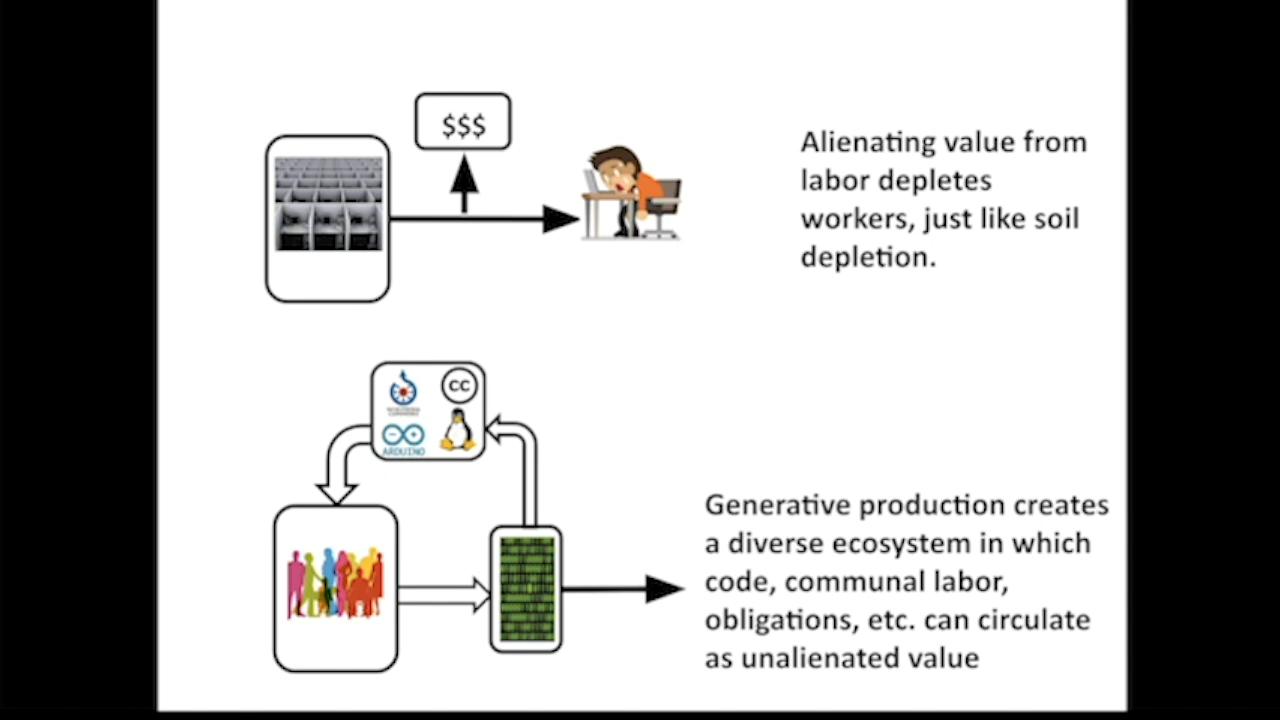 $$$
Alienating value from
labor depletes
workers, just like soil
depletion.
CC
ARDUINO
Generative production creates
a diverse ecosystem in which
code, communal labor,
obligations, etc. can circulate
as unalienated value